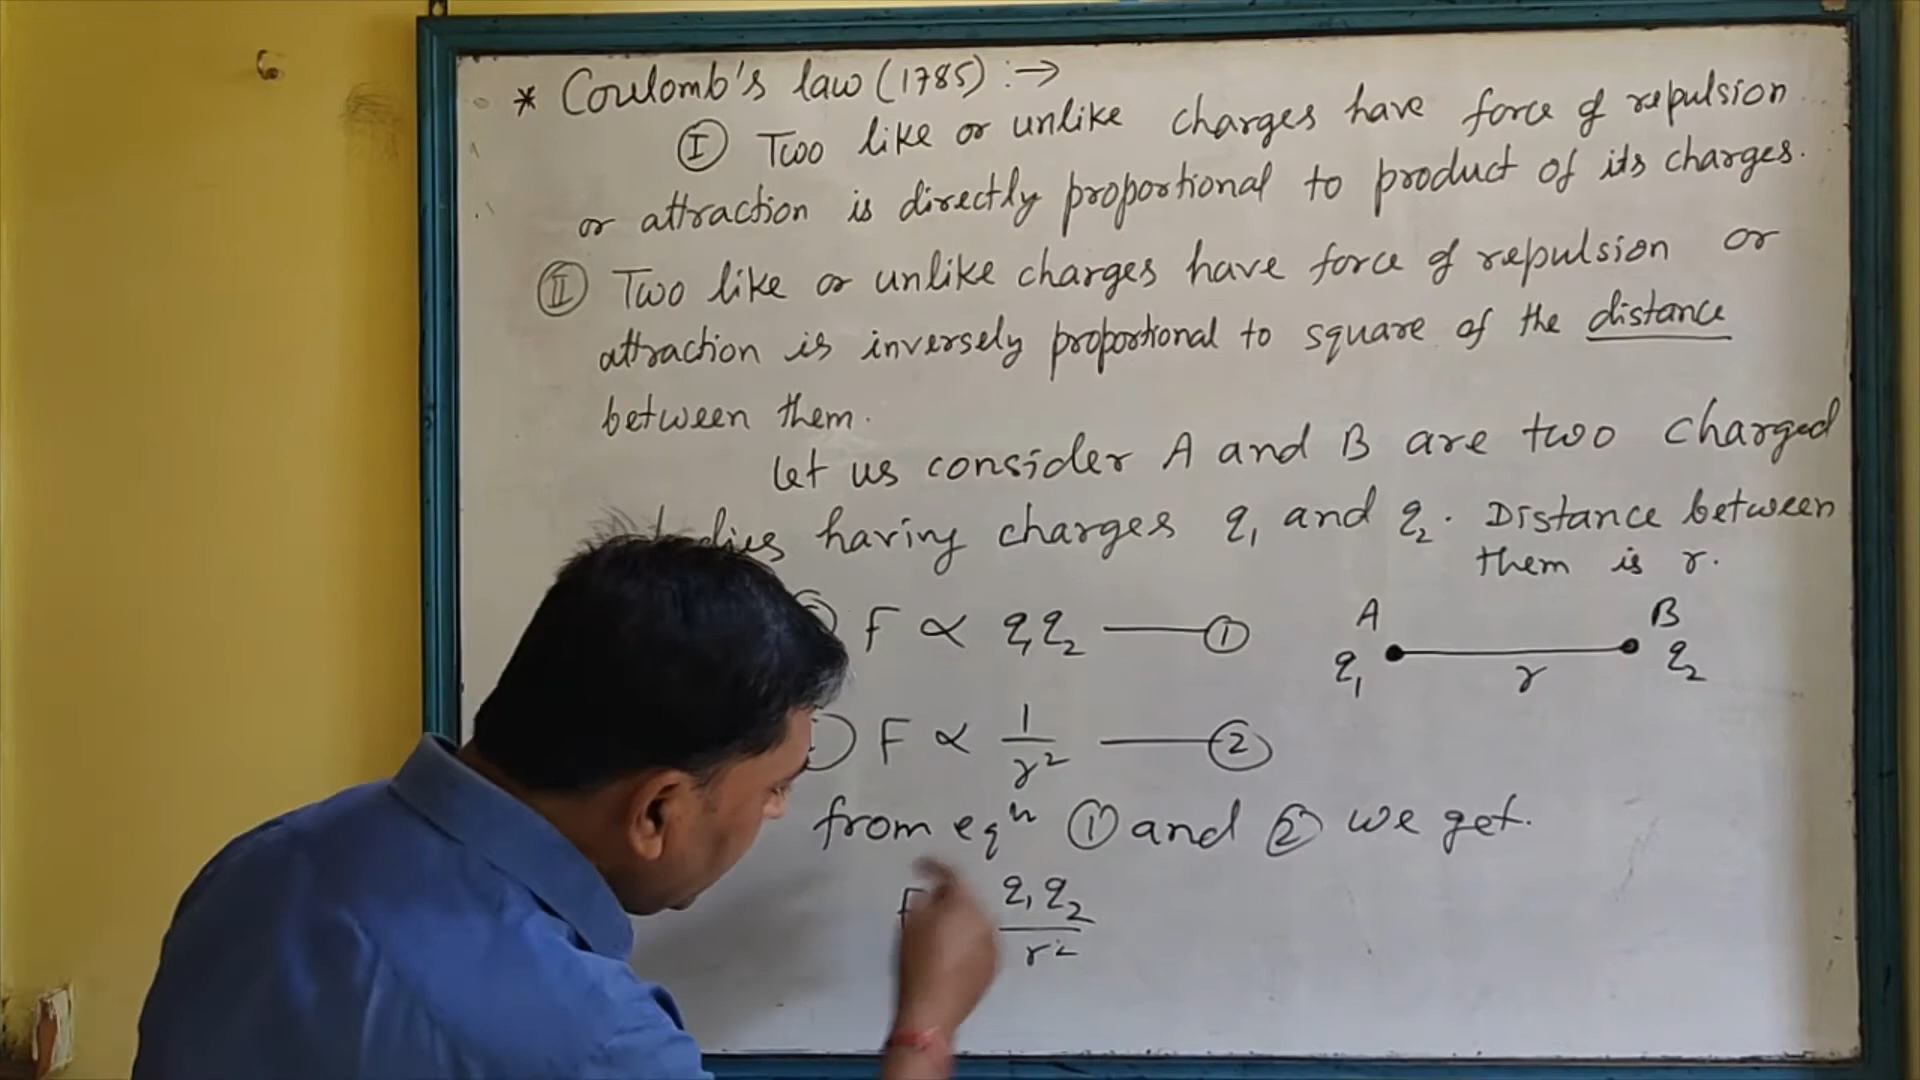 * Coulomb's law (1785) :→
Ⓘ Two like or unlike charges have force of repulsion
or attraction is directly proportional to product of its charges.
Ⓘ​Ⓘ Two like or unlike charges have force of repulsion or
attraction is inversely proportional to square of the distance
between them.
Let us consider A and B are two charged
having charges q₁ and q₂. Distance between
them is r.
F ∝ q₁q₂ —— ①
A B
q₁ r q₂
F ∝ 1/r² —— ②
from eqⁿ ① and ② we get.
F q₁q₂/r²